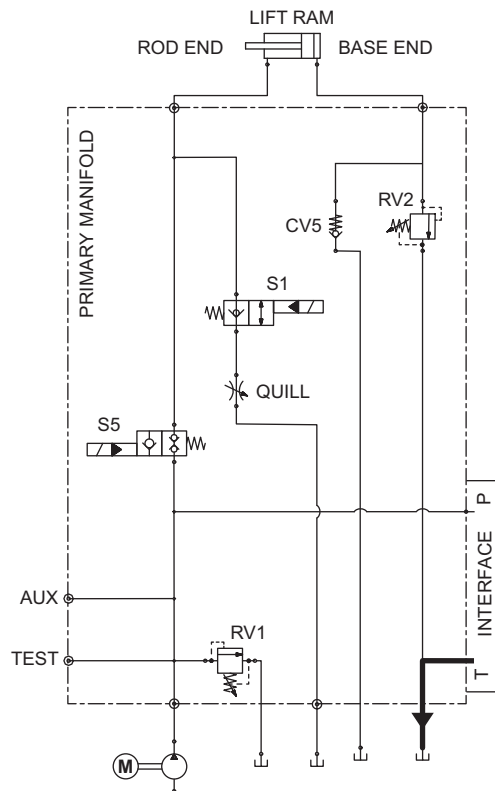 LIFT RAM
ROD END
BASE END
PRIMARY MANIFOLD
CV5
RV2
S1
QUILL
S5
P
INTERFACE
T
AUX
TEST
RV1
M